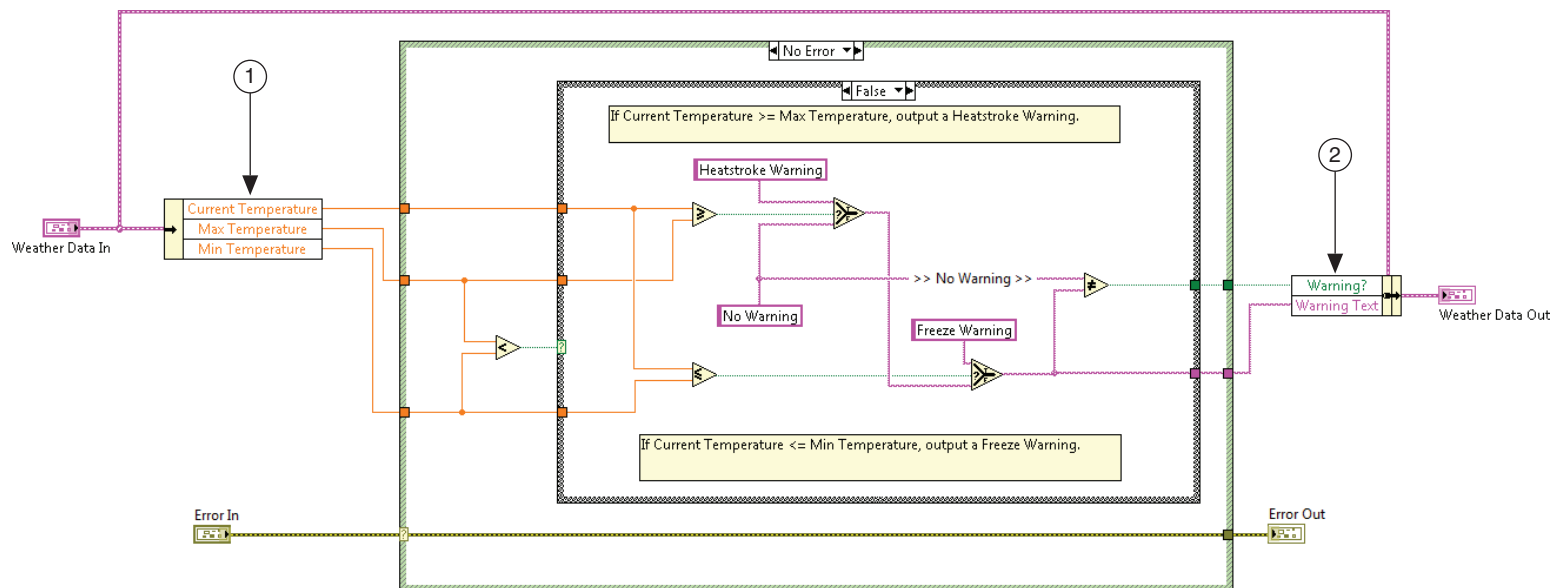 No Error
1
False
If Current Temperature >= Max Temperature, output a Heatstroke Warning.
2
Heatstroke Warning
Current Temperature
Max Temperature
Min Temperature
Weather Data In
≥
?
T
F
>> No Warning >>
≠
Warning?
Warning Text
Weather Data Out
No Warning
Freeze Warning
<
?
≤
?
T
F
If Current Temperature <= Min Temperature, output a Freeze Warning.
Error In
?
Error Out